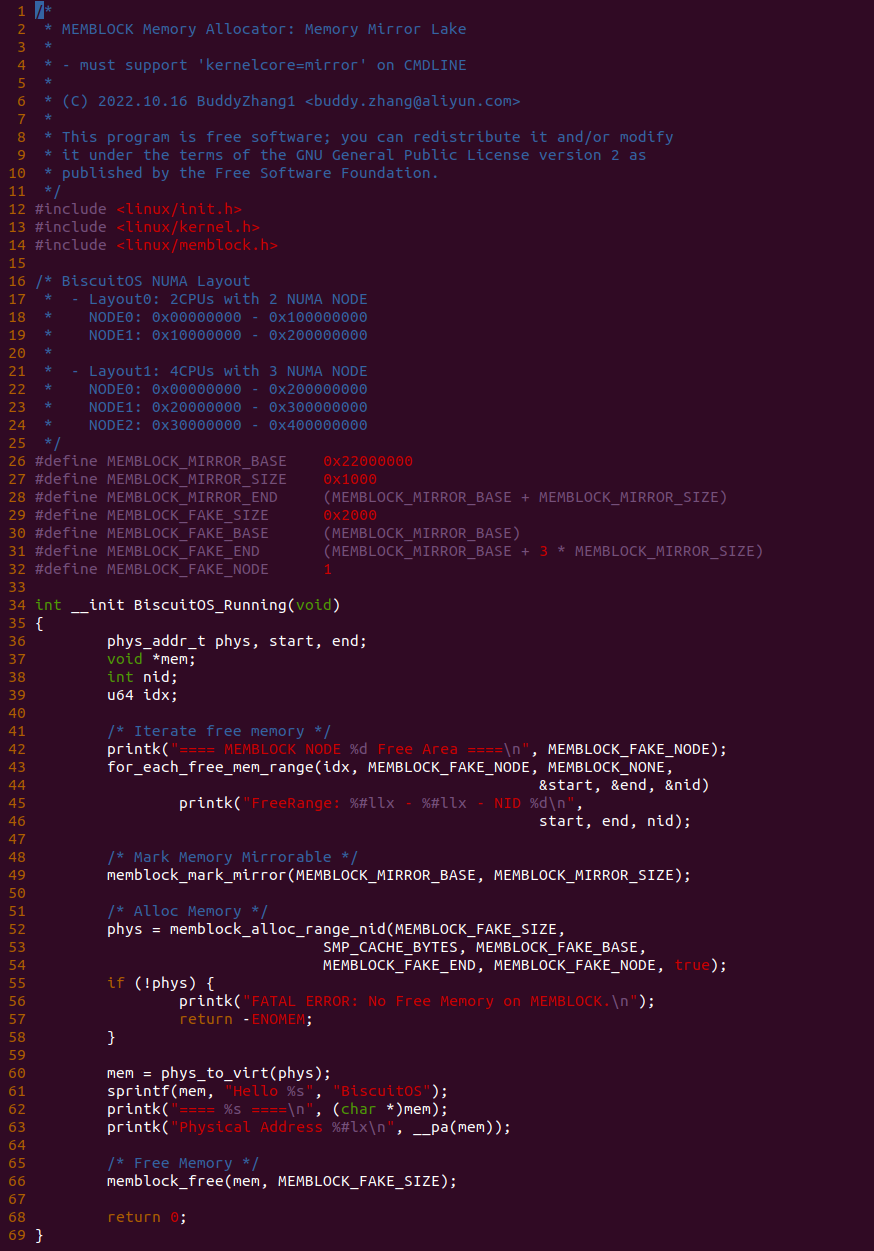 1 /*
2  * MEMBLOCK Memory Allocator: Memory Mirror Lake
3  *
4  * - must support 'kernelcore=mirror' on CMDLINE
5  *
6  * (C) 2022.10.16 BuddyZhang1 <buddy.zhang@aliyun.com>
7  *
8  * This program is free software; you can redistribute it and/or modify
9  * it under the terms of the GNU General Public License version 2 as
10  * published by the Free Software Foundation.
11  */
12 #include <linux/init.h>
13 #include <linux/kernel.h>
14 #include <linux/memblock.h>
15
16 /* BiscuitOS NUMA Layout
17  *  - Layout0: 2CPUs with 2 NUMA NODE
18  *    NODE0: 0x00000000 - 0x100000000
19  *    NODE1: 0x10000000 - 0x200000000
20  *
21  *  - Layout1: 4CPUs with 3 NUMA NODE
22  *    NODE0: 0x00000000 - 0x200000000
23  *    NODE1: 0x20000000 - 0x300000000
24  *    NODE2: 0x30000000 - 0x400000000
25  */
26 #define MEMBLOCK_MIRROR_BASE    0x22000000
27 #define MEMBLOCK_MIRROR_SIZE    0x1000
28 #define MEMBLOCK_MIRROR_END     (MEMBLOCK_MIRROR_BASE + MEMBLOCK_MIRROR_SIZE)
29 #define MEMBLOCK_FAKE_SIZE      0x2000
30 #define MEMBLOCK_FAKE_BASE      (MEMBLOCK_MIRROR_BASE)
31 #define MEMBLOCK_FAKE_END       (MEMBLOCK_MIRROR_BASE + 3 * MEMBLOCK_MIRROR_SIZE)
32 #define MEMBLOCK_FAKE_NODE      1
33
34 int __init BiscuitOS_Running(void)
35 {
36         phys_addr_t phys, start, end;
37         void *mem;
38         int nid;
39         u64 idx;
40
41         /* Iterate free memory */
42         printk("==== MEMBLOCK NODE %d Free Area ====\n", MEMBLOCK_FAKE_NODE);
43         for_each_free_mem_range(idx, MEMBLOCK_FAKE_NODE, MEMBLOCK_NONE,
44                                                         &start, &end, &nid)
45                 printk("FreeRange: %#llx - %#llx - NID %d\n",
46                                                         start, end, nid);
47
48         /* Mark Memory Mirrorable */
49         memblock_mark_mirror(MEMBLOCK_MIRROR_BASE, MEMBLOCK_MIRROR_SIZE);
50
51         /* Alloc Memory */
52         phys = memblock_alloc_range_nid(MEMBLOCK_FAKE_SIZE,
53                                 SMP_CACHE_BYTES, MEMBLOCK_FAKE_BASE,
54                                 MEMBLOCK_FAKE_END, MEMBLOCK_FAKE_NODE, true);
55         if (!phys) {
56                 printk("FATAL ERROR: No Free Memory on MEMBLOCK.\n");
57                 return -ENOMEM;
58         }
59
60         mem = phys_to_virt(phys);
61         sprintf(mem, "Hello %s", "BiscuitOS");
62         printk("==== %s ====\n", (char *)mem);
63         printk("Physical Address %#lx\n", __pa(mem));
64
65         /* Free Memory */
66         memblock_free(mem, MEMBLOCK_FAKE_SIZE);
67
68         return 0;
69 }